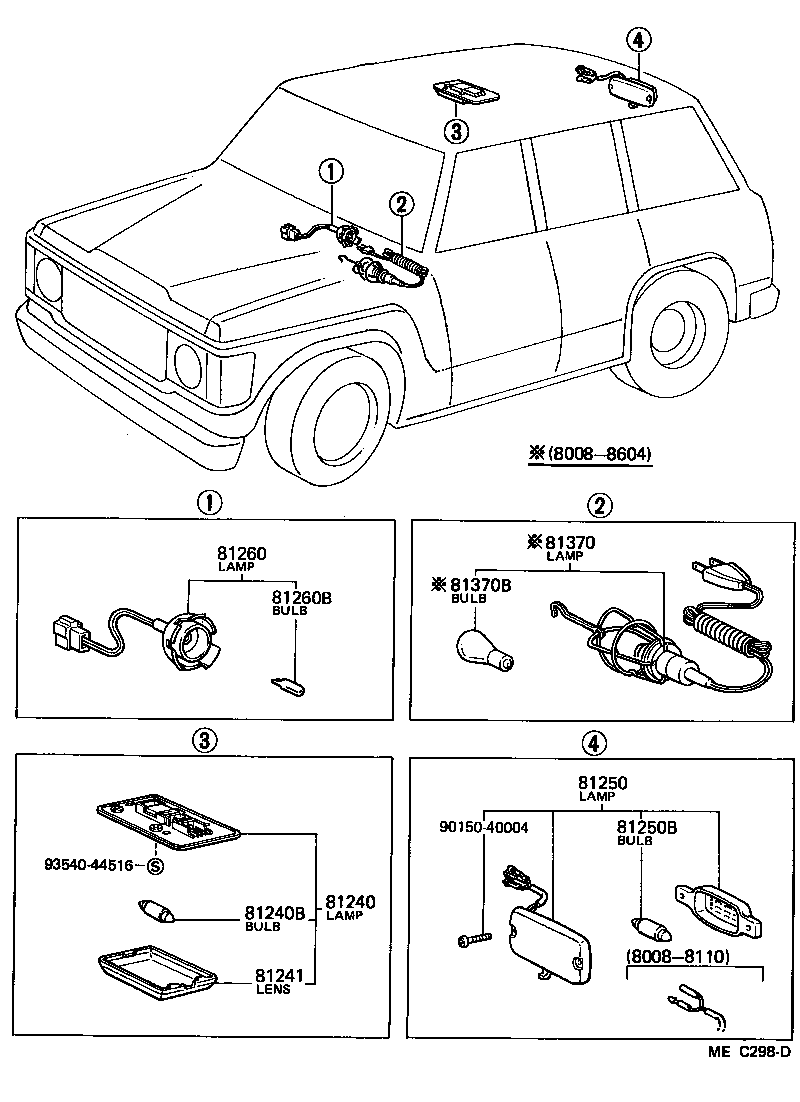 4
3
1
2
※(8008-8604)
1
81260
LAMP
81260B
BULB
2
※81370
LAMP
※81370B
BULB
3
93540-44516
S
81240
LAMP
81240B
BULB
81241
LENS
4
81250
LAMP
90150-40004
81250B
BULB
(8008-8110)
ME C298-D